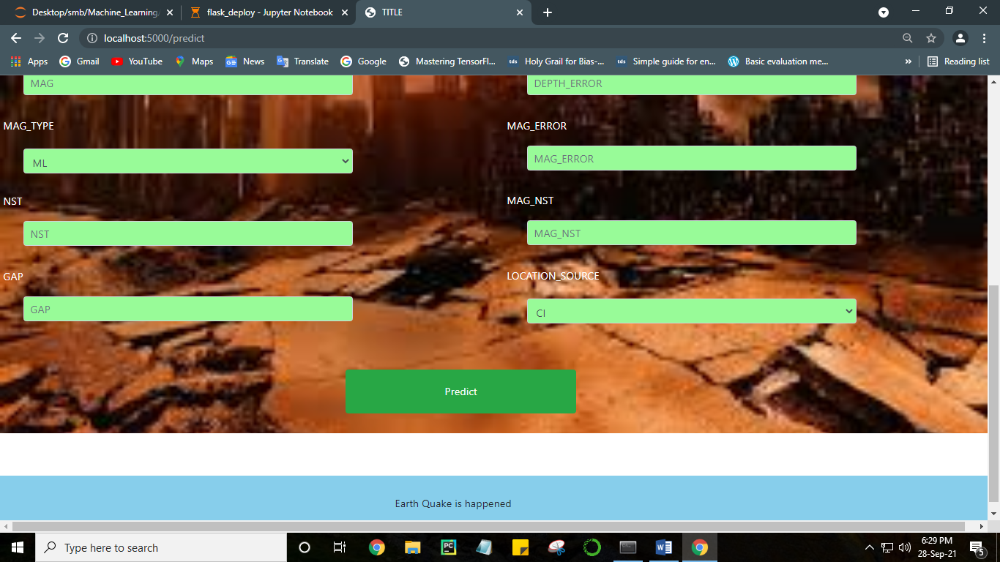 Desktop/smb/Machine_Learning
flask_deploy - Jupyter Notebook
TITLE
localhost:5000/predict
Apps
Gmail
YouTube
Maps
News
Translate
Google
Mastering TensorFl...
tds
Holy Grail for Bias-...
tds
Simple guide for en...
Basic evaluation me...
»
Reading list
MAG
DEPTH_ERROR
MAG_TYPE
MAG_ERROR
ML
MAG_ERROR
NST
MAG_NST
NST
MAG_NST
GAP
LOCATION_SOURCE
GAP
CI
Predict
Earth Quake is happened
Type here to search
PC
W
6:29 PM
28-Sep-21
5